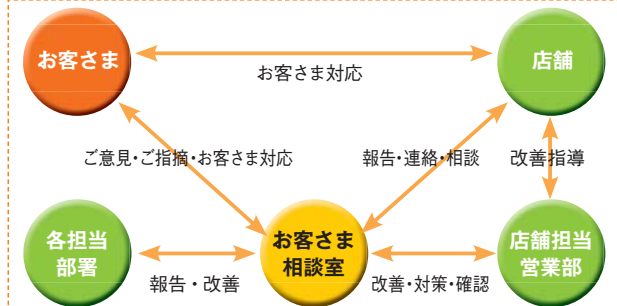 お客さま
店舗
お客さま対応
ご意見・ご指摘・お客さま対応
報告・連絡・相談
改善指導
各担当
部署
お客さま
相談室
店舗担当
営業部
報告・改善
改善・対策・確認